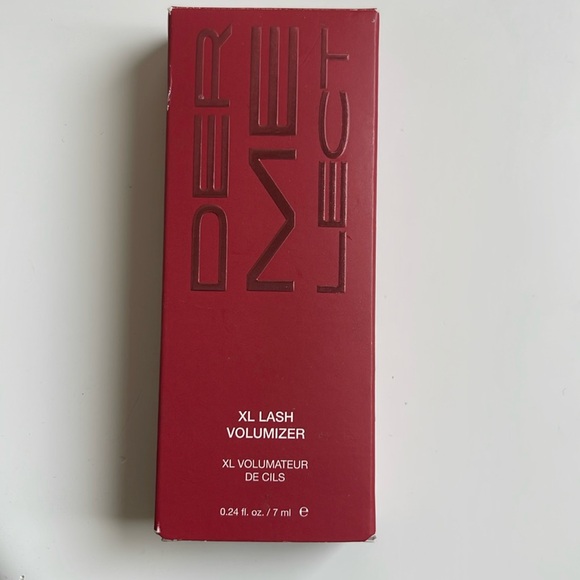 DER
ME
LECT
XL LASH
VOLUMIZER
XL VOLUMATEUR
DE CILS
0.24 fl. oz. / 7 ml ℮